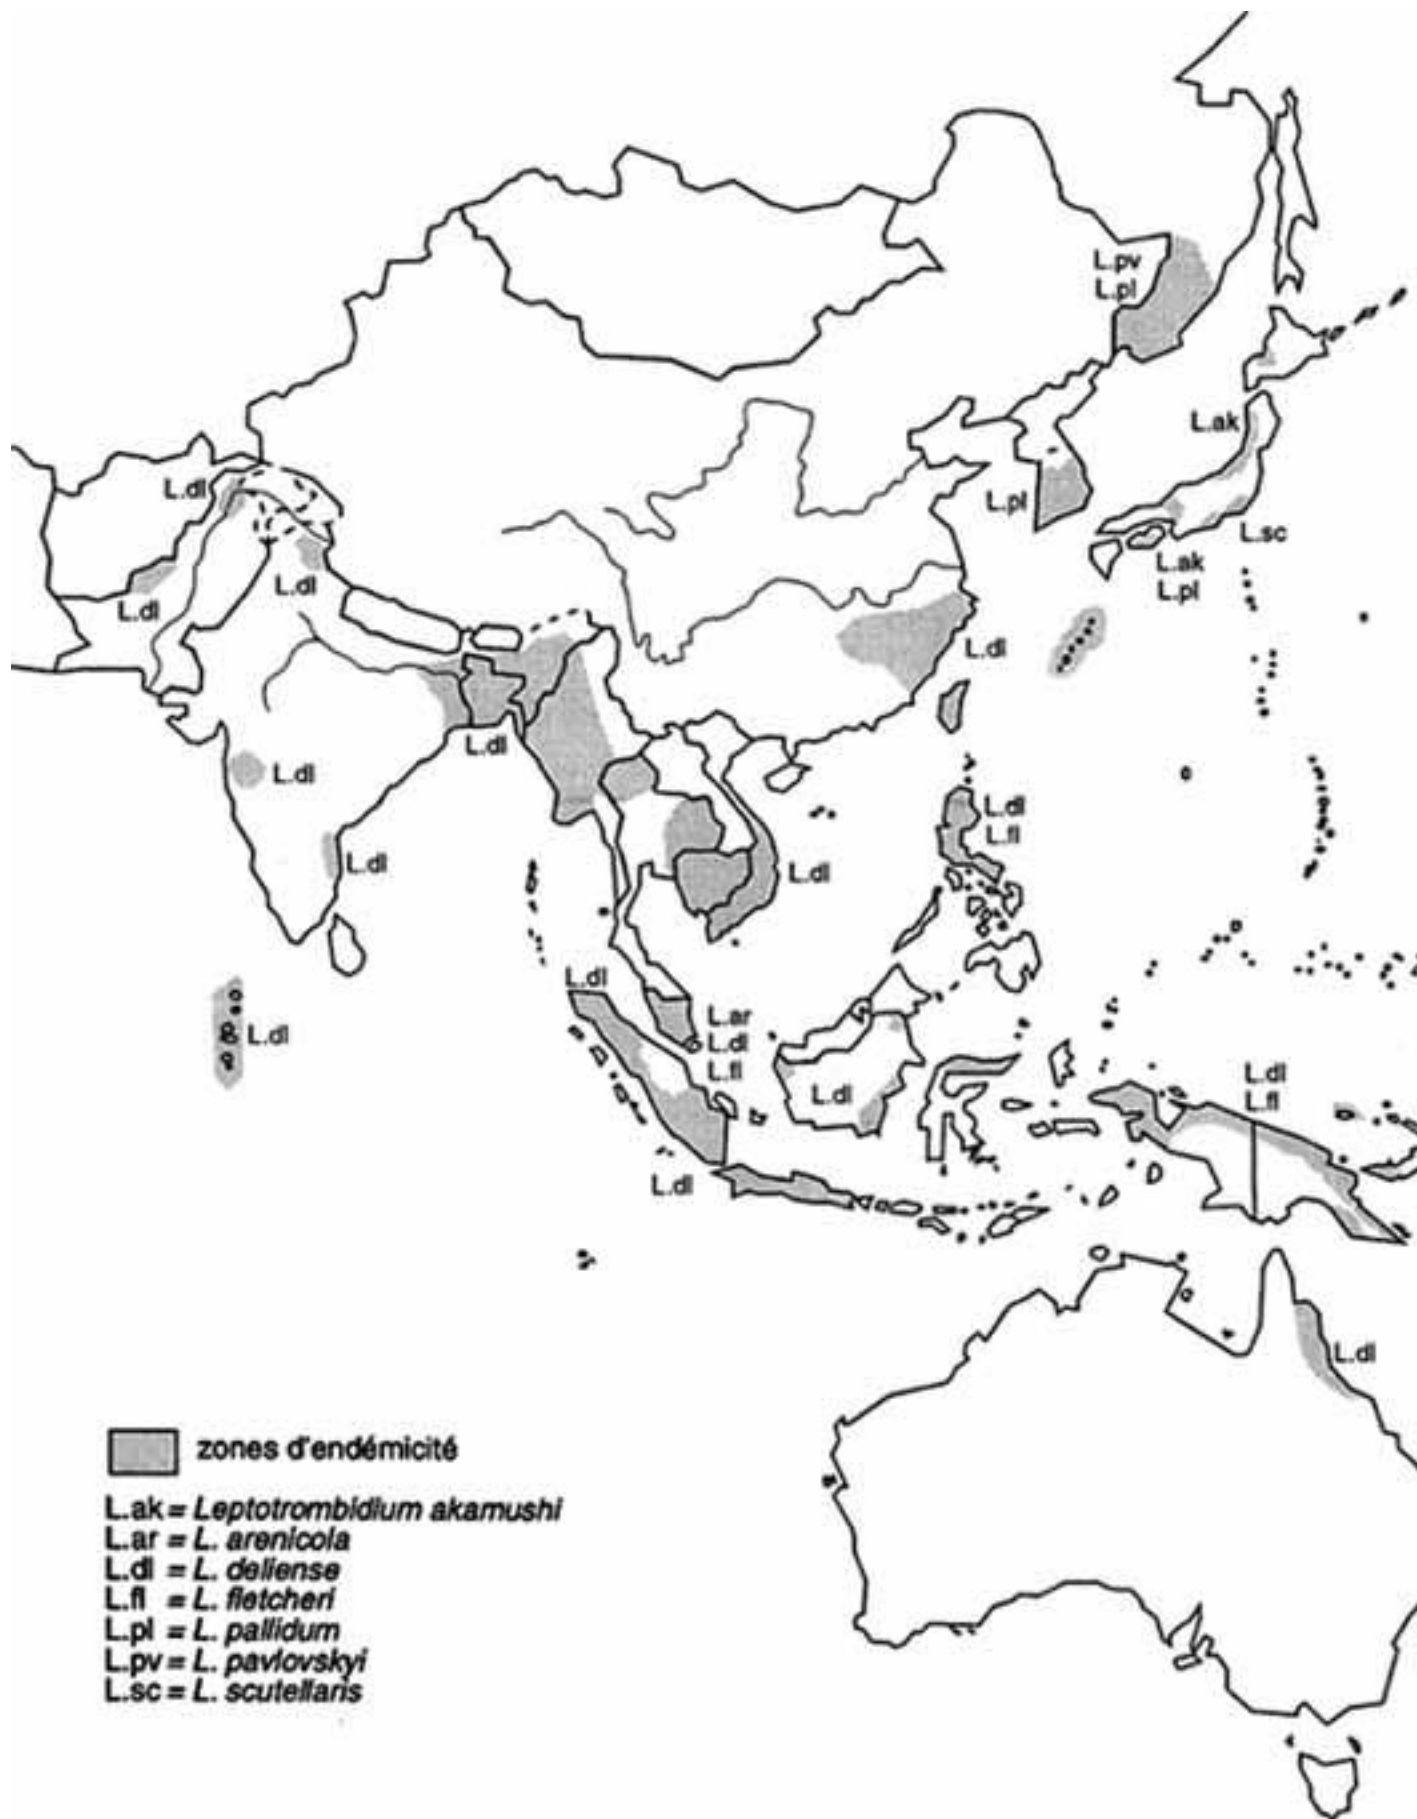 L.pv
L.pl
L.ak
L.dl
L.pl
L.sc
L.dl
L.dl
L.ak
L.pl
L.dl
L.dl
L.dl
L.dl
L.dl
L.fl
L.dl
L.dl
L.dl
L.ar
L.dl
L.dl
L.fl
L.dl
L.dl
L.fl
L.dl
L.dl
zones d'endémicité
L.ak = Leptotrombidium akamushi
L.ar = L. arenicola
L.dl = L. deliense
L.fl = L. fletcheri
L.pl = L. pallidum
L.pv = L. pavlovskyi
L.sc = L. scutellaris